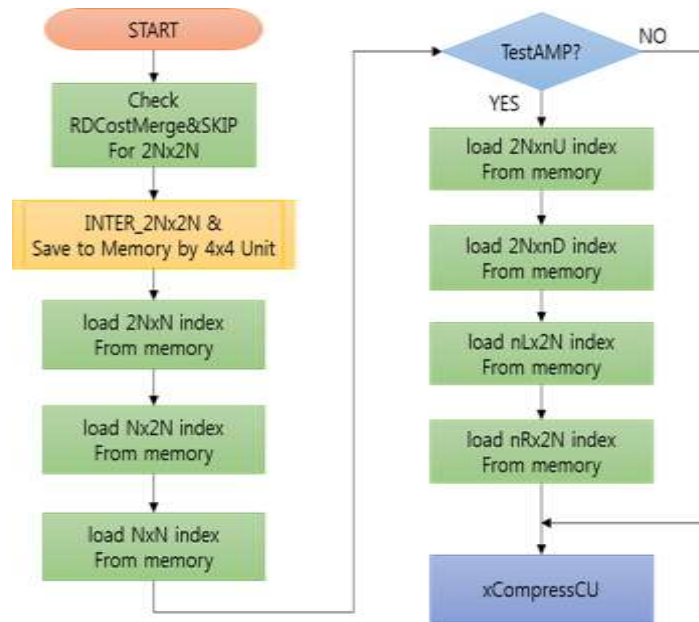 START
Check
RDCostMerge&SKIP
For 2Nx2N
INTER_2Nx2N &
Save to Memory by 4x4 Unit
load 2NxN index
From memory
load Nx2N index
From memory
load NxN index
From memory
TestAMP?
NO
YES
load 2NxnU index
From memory
load 2NxnD index
From memory
load nLx2N index
From memory
load nRx2N index
From memory
xCompressCU